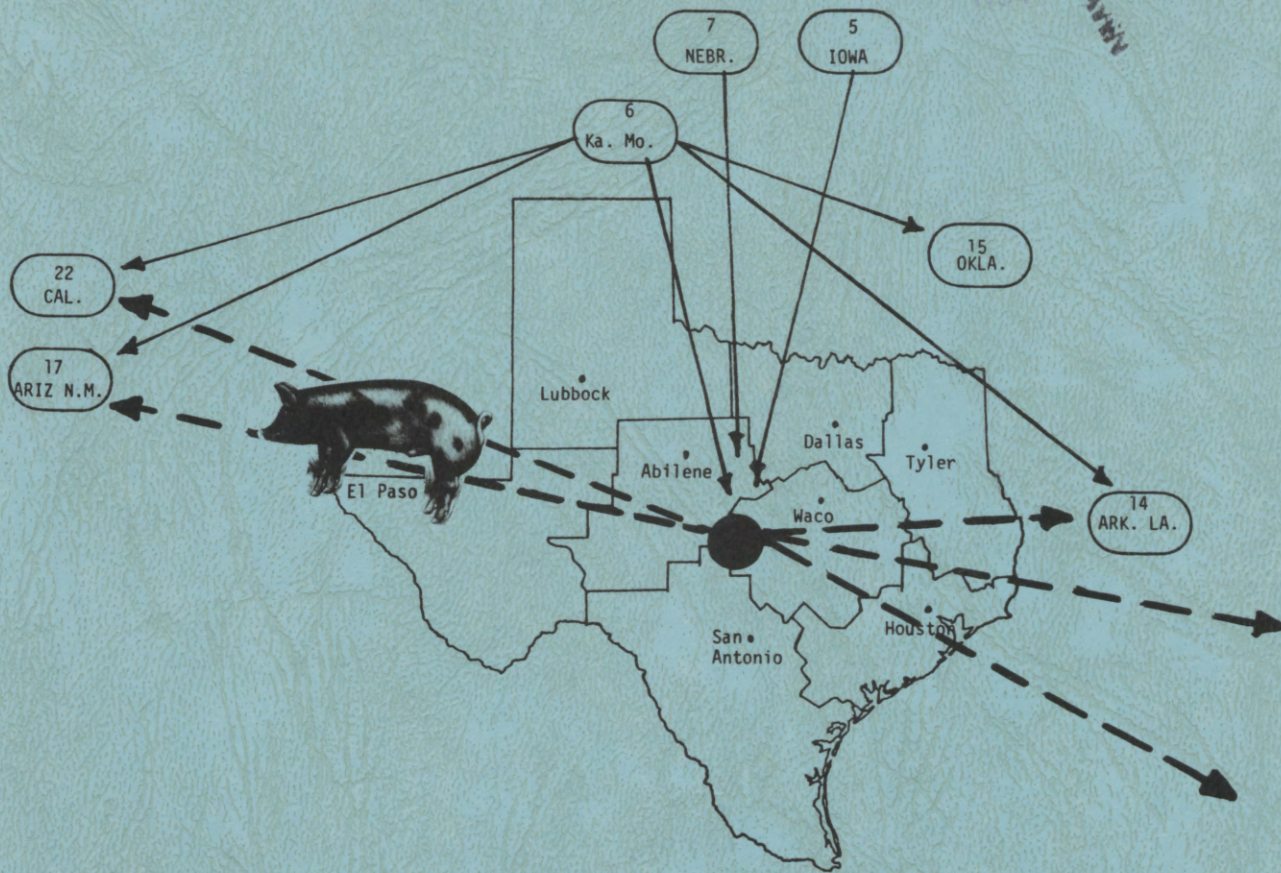 7
NEBR.
5
IOWA
6
Ka. Mo.
15
OKLA.
22
CAL.
17
ARIZ N.M.
Lubbock
Dallas
Abilene
Tyler
El Paso
Waco
14
ARK. LA.
Houston
San
Antonio